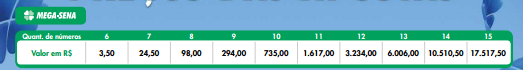 MEGA-SENA
Quant. de números 6 7 8 9 10 11 12 13 14 15
Valor em R$ 3,50 24,50 98,00 294,00 735,00 1.617,00 3.234,00 6.006,00 10.510,50 17.517,50